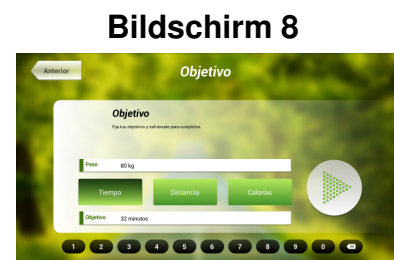 Bildschirm 8
Anterior
Objetivo
Objetivo
Fija tus objetivos y esfuérzate para cumplirlos.
Peso 80 kg
Tiempo Distancia Calorías
Objetivo 32 minutos
1 2 3 4 5 6 7 8 9 0